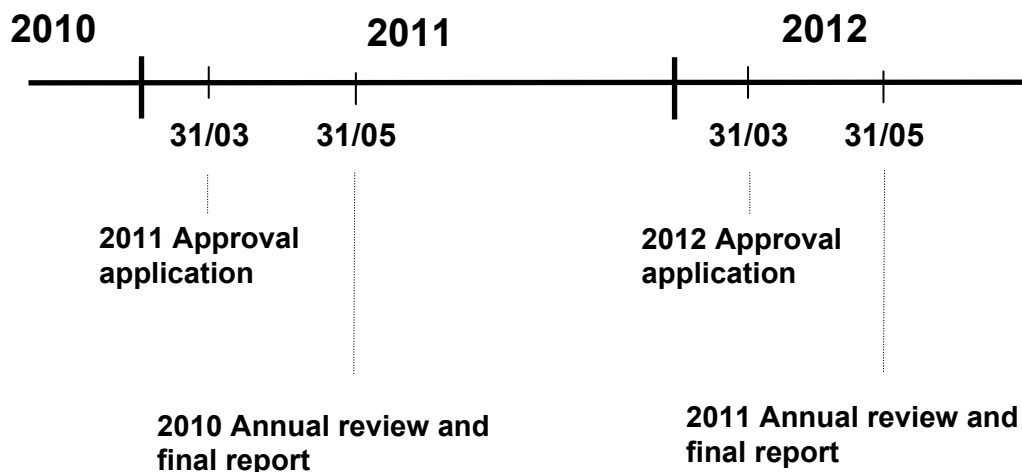 2010
2011
2012
31/03
31/05
31/03
31/05
2011 Approval
application
2012 Approval
application
2010 Annual review and
final report
2011 Annual review and
final report